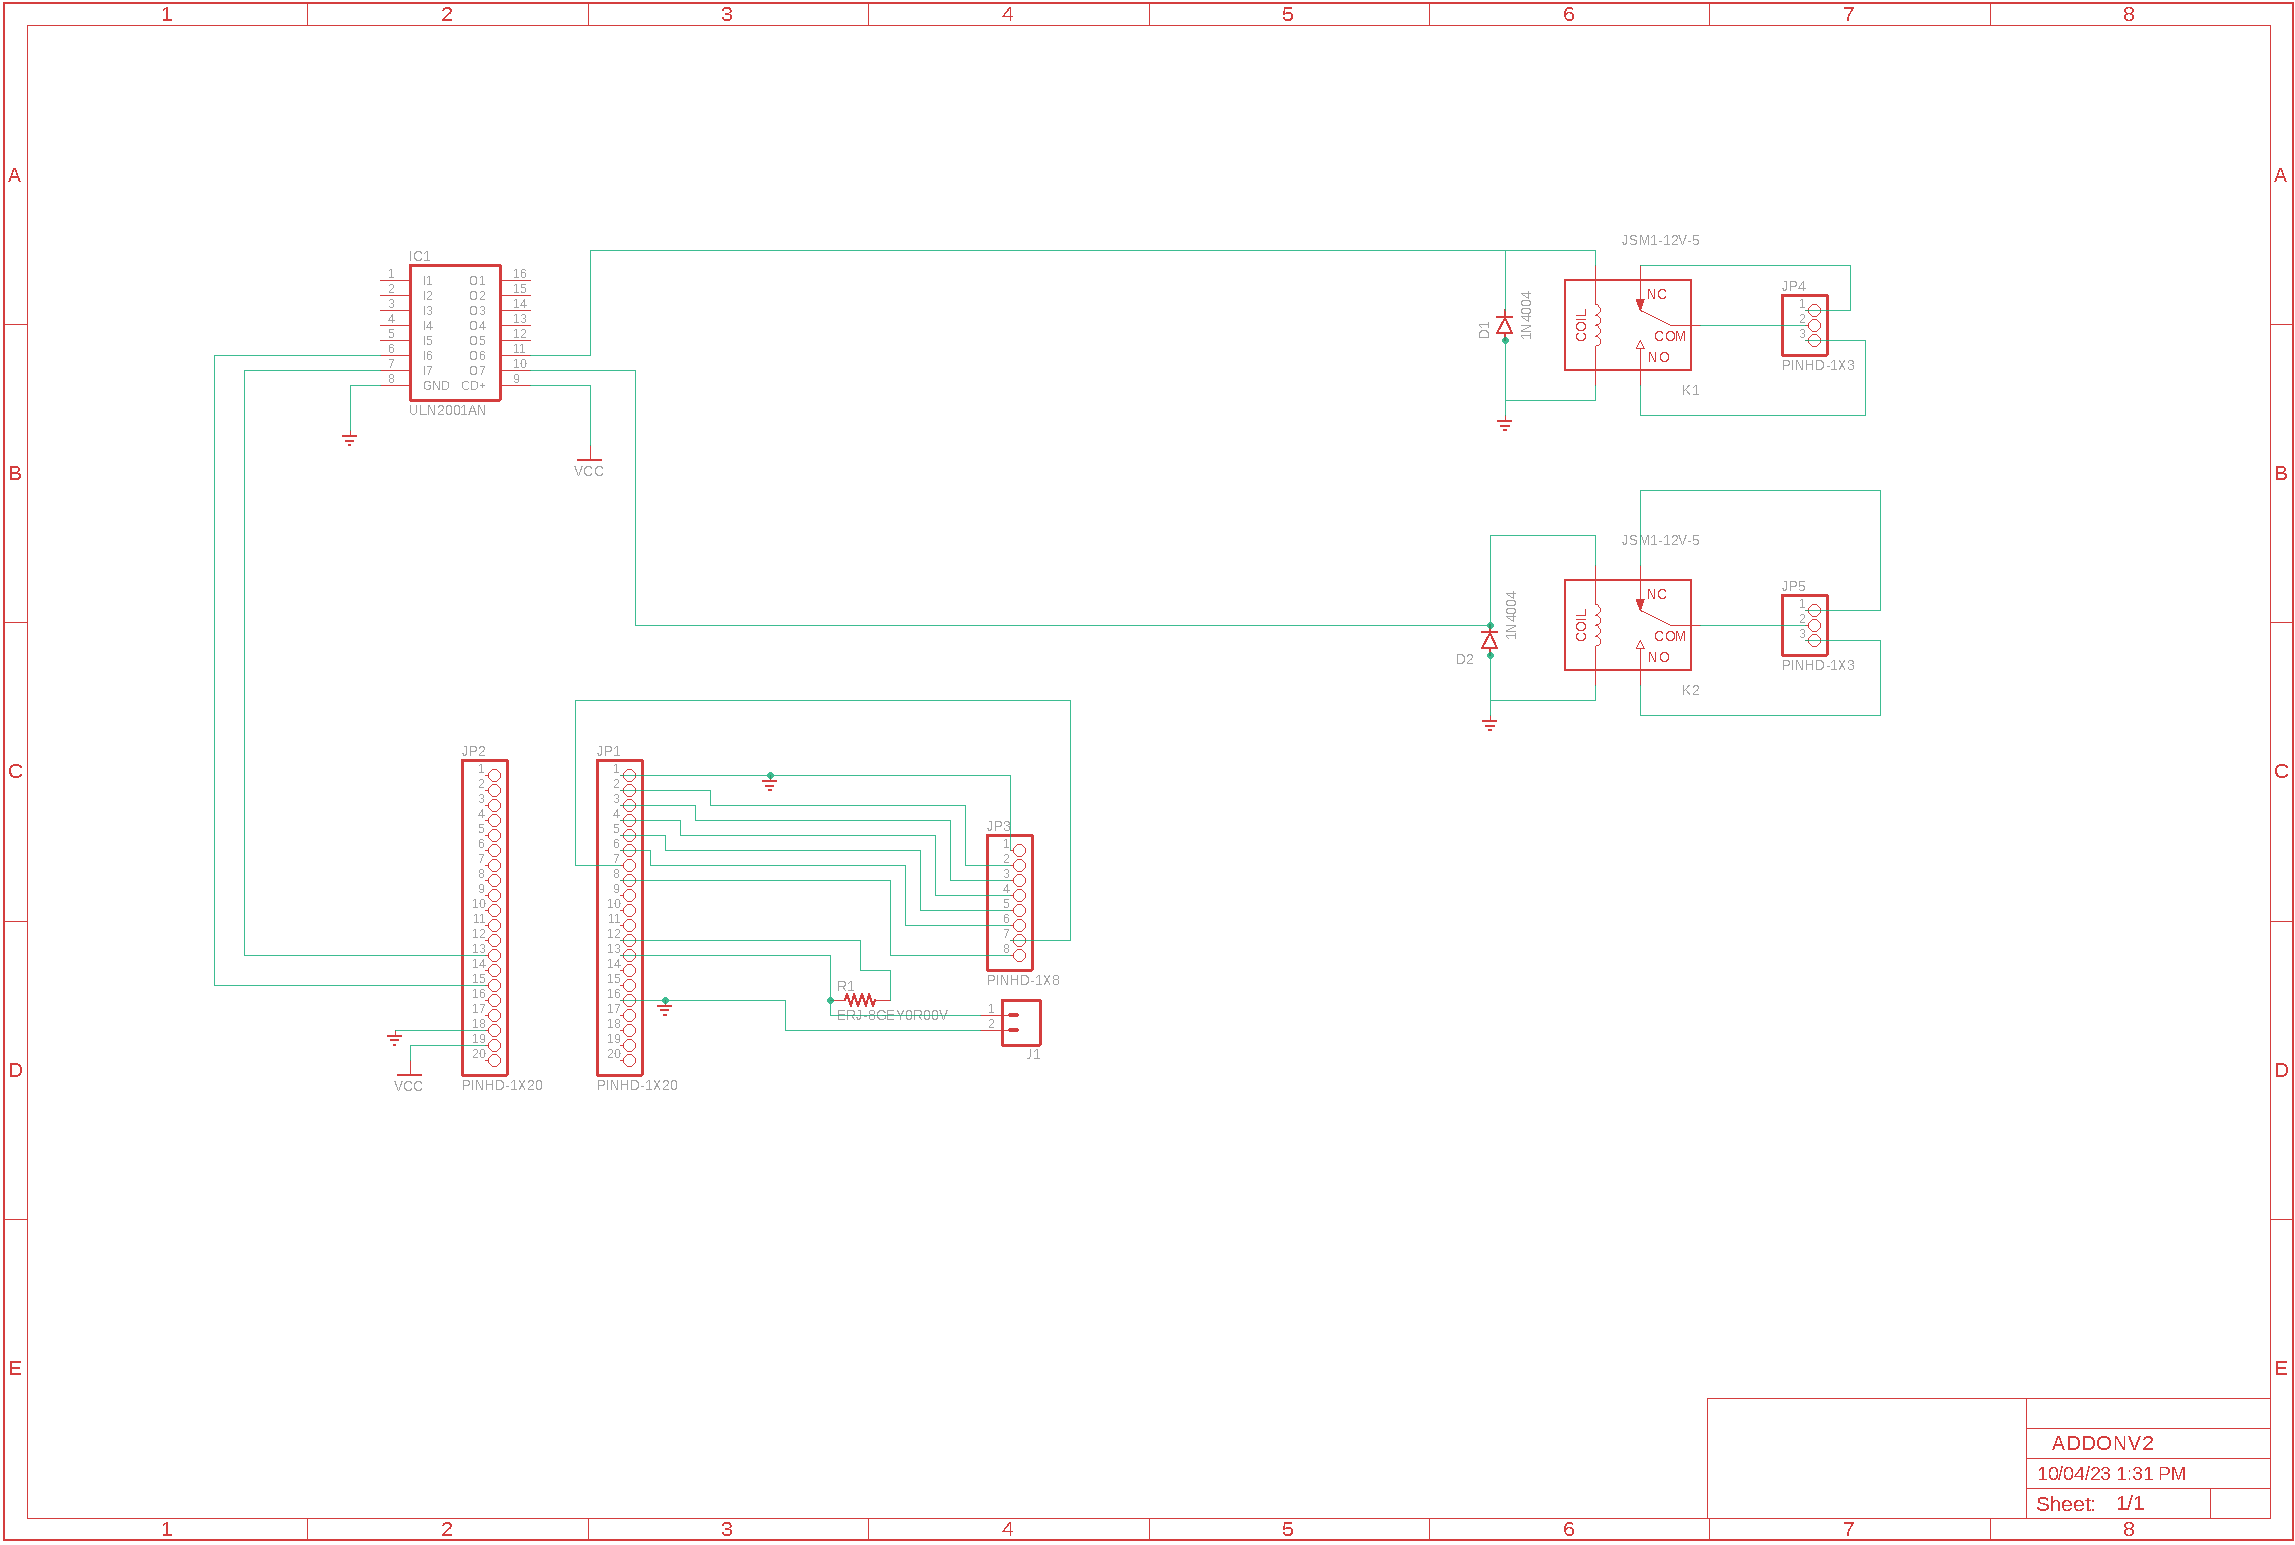 1 2 3 4 5 6 7 8
A A
JSM1-12V-5
IC1
1 I1 O1 16
2 I2 O2 15
3 I3 O3 14
4 I4 O4 13
5 I5 O5 12
6 I6 O6 11
7 I7 O7 10
8 GND CD+ 9
ULN2001AN
VCC
D1
1N4004
COIL
NC
COM
NO
K1
JP4
1
2
3
PINHD-1X3
B B
JSM1-12V-5
D2
1N4004
COIL
NC
COM
NO
K2
JP5
1
2
3
PINHD-1X3
C C
JP2
1
2
3
4
5
6
7
8
9
10
11
12
13
14
15
16
17
18
19
20
PINHD-1X20
VCC
JP1
1
2
3
4
5
6
7
8
9
10
11
12
13
14
15
16
17
18
19
20
PINHD-1X20
JP3
1
2
3
4
5
6
7
8
PINHD-1X8
R1
ERJ-8GEY0R00V
1
2
J1
D D
E E
ADDONV2
10/04/23 1:31 PM
Sheet: 1/1
1 2 3 4 5 6 7 8